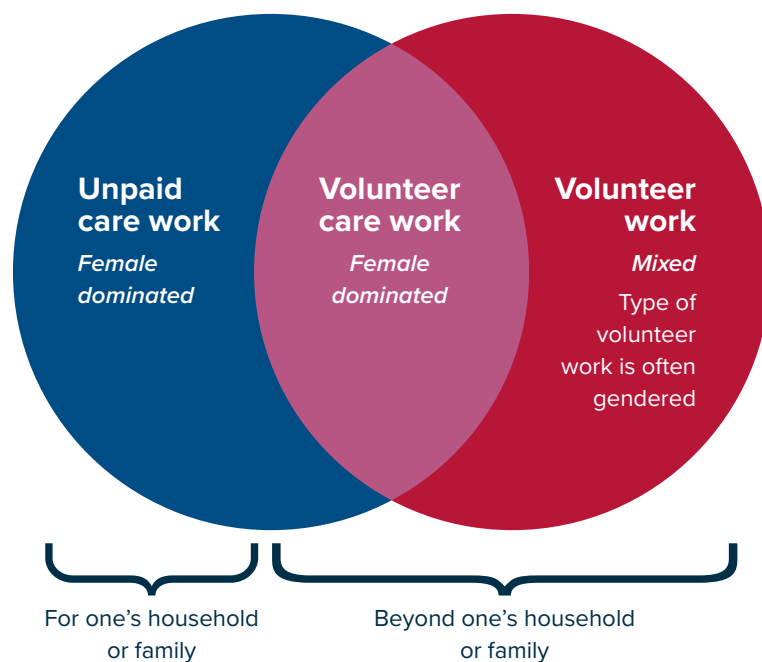 Unpaid
care work
Female
dominated
Volunteer
care work
Female
dominated
Volunteer
work
Mixed
Type of
volunteer
work is often
gendered
For one’s household
or family
Beyond one’s household
or family